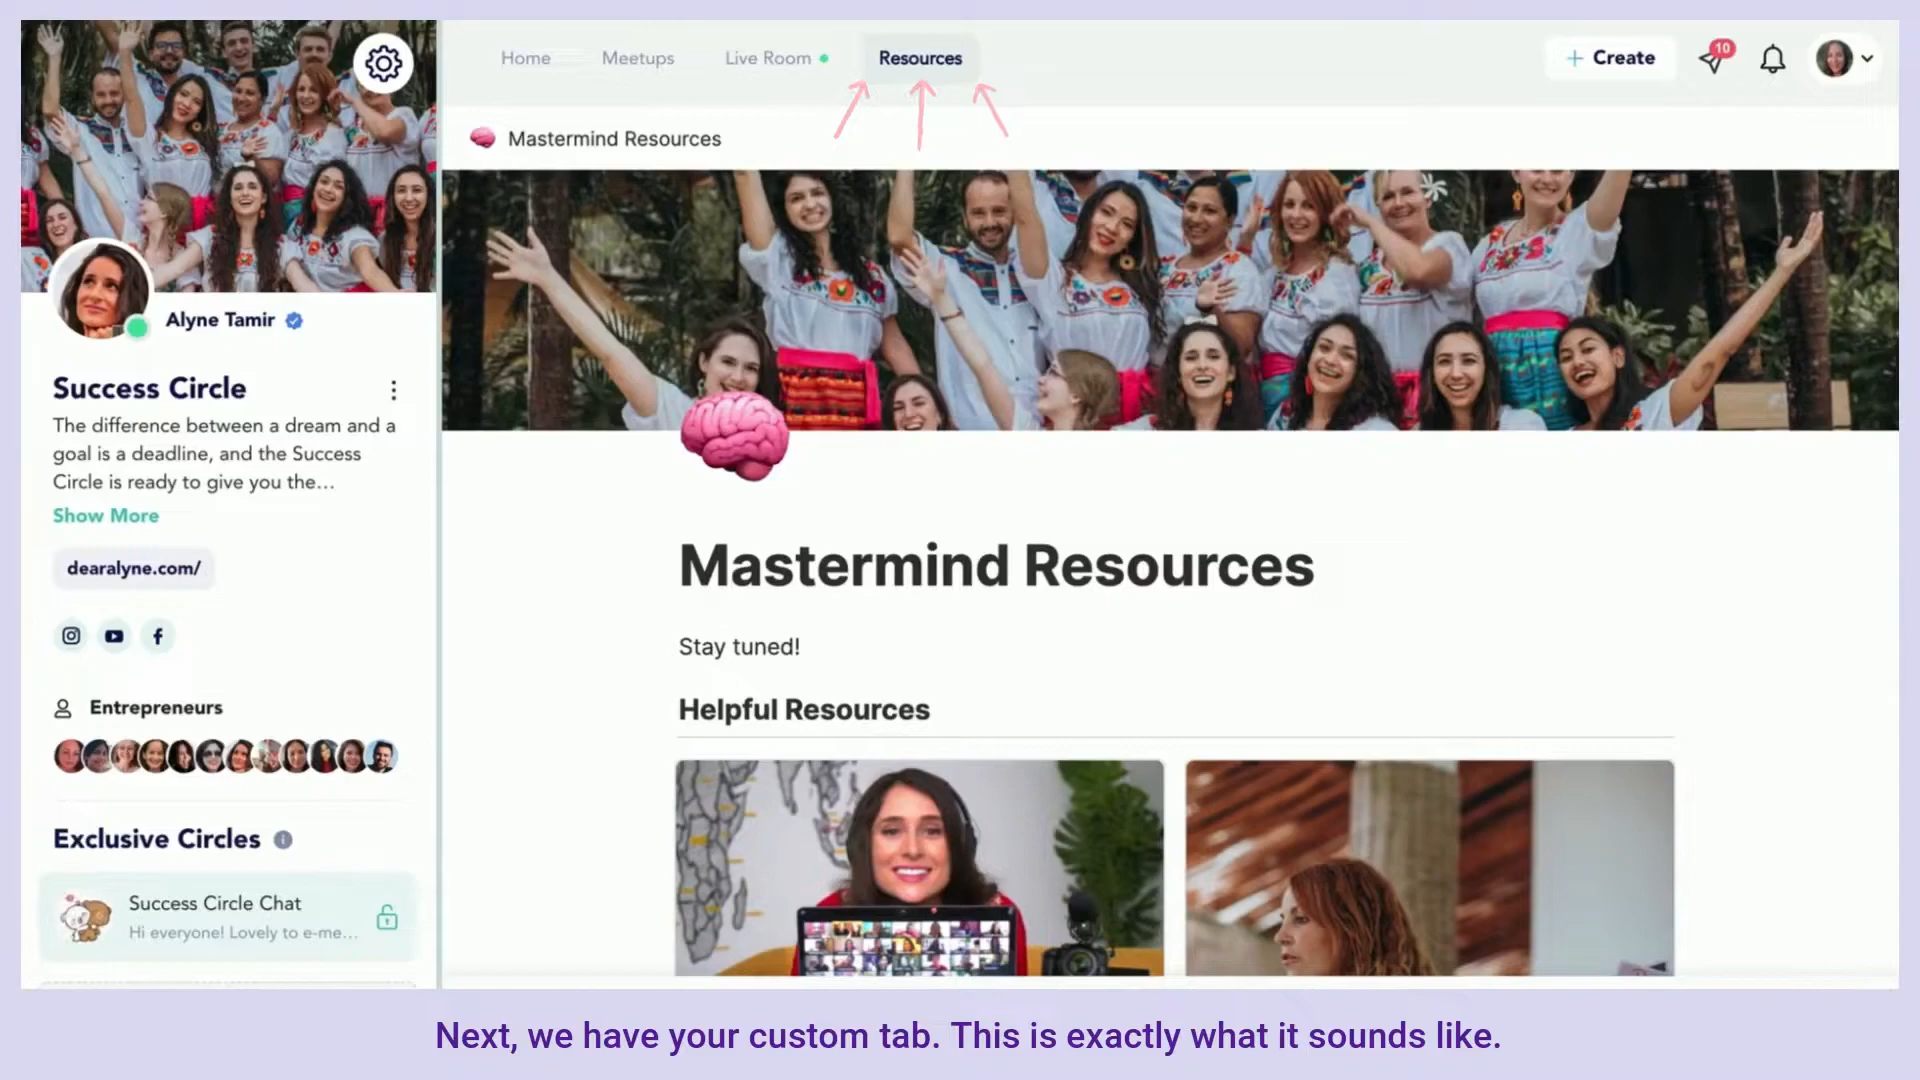 Home
Meetups
Live Room
Resources
+ Create
10
Mastermind Resources
Alyne Tamir
Success Circle
The difference between a dream and a
goal is a deadline, and the Success
Circle is ready to give you the...
Show More
dearalyne.com/
Entrepreneurs
Exclusive Circles
Success Circle Chat
Hi everyone! Lovely to e-me...
Mastermind Resources
Stay tuned!
Helpful Resources
Next, we have your custom tab. This is exactly what it sounds like.